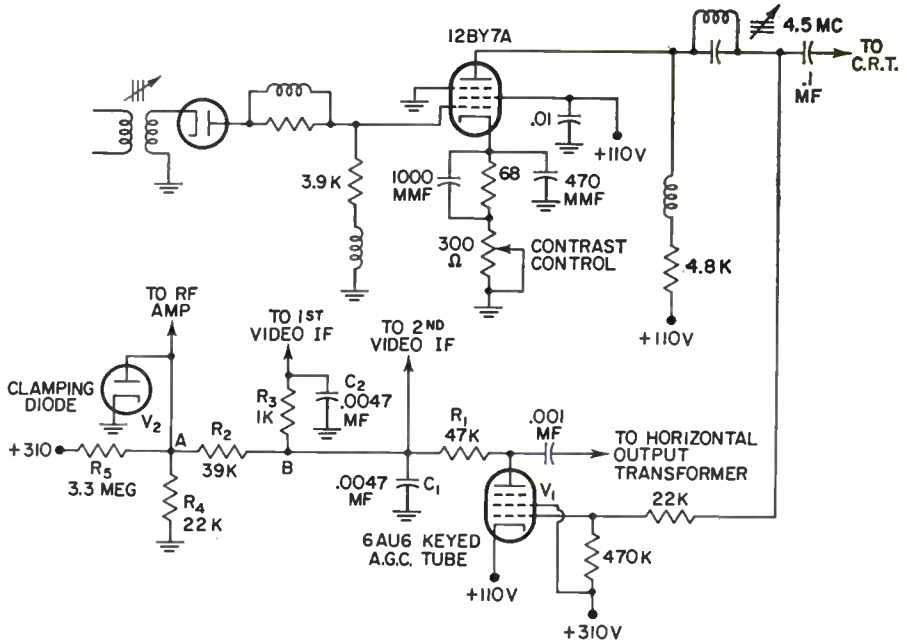 12BY7A
4.5 MC
TO
C.R.T.
.1
MF
.01
+110V
3.9K
1000
MMF
68
470
MMF
300
Ω
CONTRAST
CONTROL
4.8K
+110V
TO RF
AMP
TO 1ST
VIDEO IF
TO 2ND
VIDEO IF
CLAMPING
DIODE
V2
R3
1K
C2
.0047
MF
R1
47K
.001
MF
TO HORIZONTAL
OUTPUT
TRANSFORMER
+310
A
R2
39K
B
R5
3.3 MEG
R4
22K
.0047
MF
C1
V1
22K
6AU6 KEYED
A.G.C. TUBE
470K
+110V
+310V